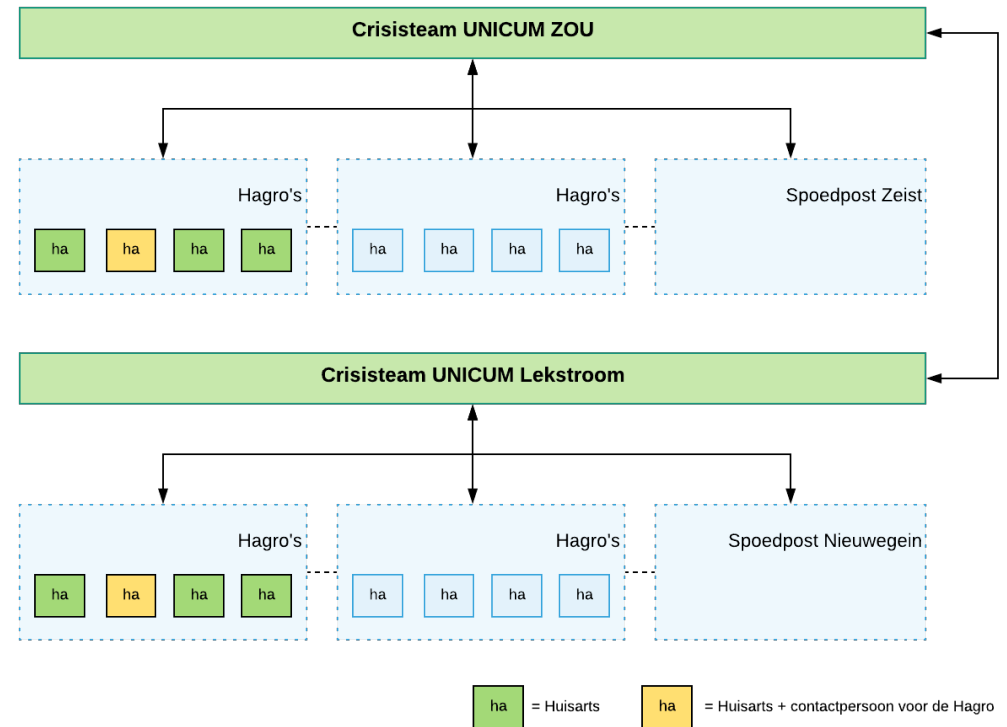 Crisisteam UNICUM ZOU
Hagro's
ha ha ha ha
Hagro's
ha ha ha ha
Spoedpost Zeist
Crisisteam UNICUM Lekstroom
Hagro's
ha ha ha ha
Hagro's
ha ha ha ha
Spoedpost Nieuwegein
ha = Huisarts
ha = Huisarts + contactpersoon voor de Hagro